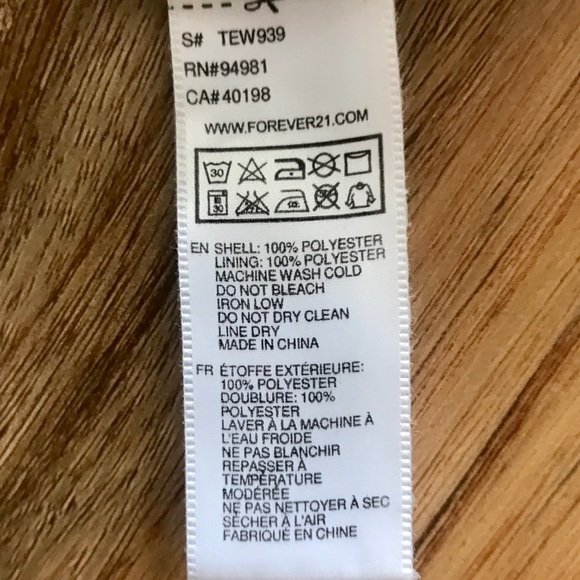 S# TEW939
RN#94981
CA#40198
WWW.FOREVER21.COM
30
30
EN SHELL: 100% POLYESTER
LINING: 100% POLYESTER
MACHINE WASH COLD
DO NOT BLEACH
IRON LOW
DO NOT DRY CLEAN
LINE DRY
MADE IN CHINA
FR ÉTOFFE EXTÉRIEURE:
100% POLYESTER
DOUBLURE: 100%
POLYESTER
LAVER À LA MACHINE À
L'EAU FROIDE
NE PAS BLANCHIR
REPASSER À
TEMPÉRATURE
MODÉRÉE
NE PAS NETTOYER À SEC
SÉCHER À L'AIR
FABRIQUÉ EN CHINE